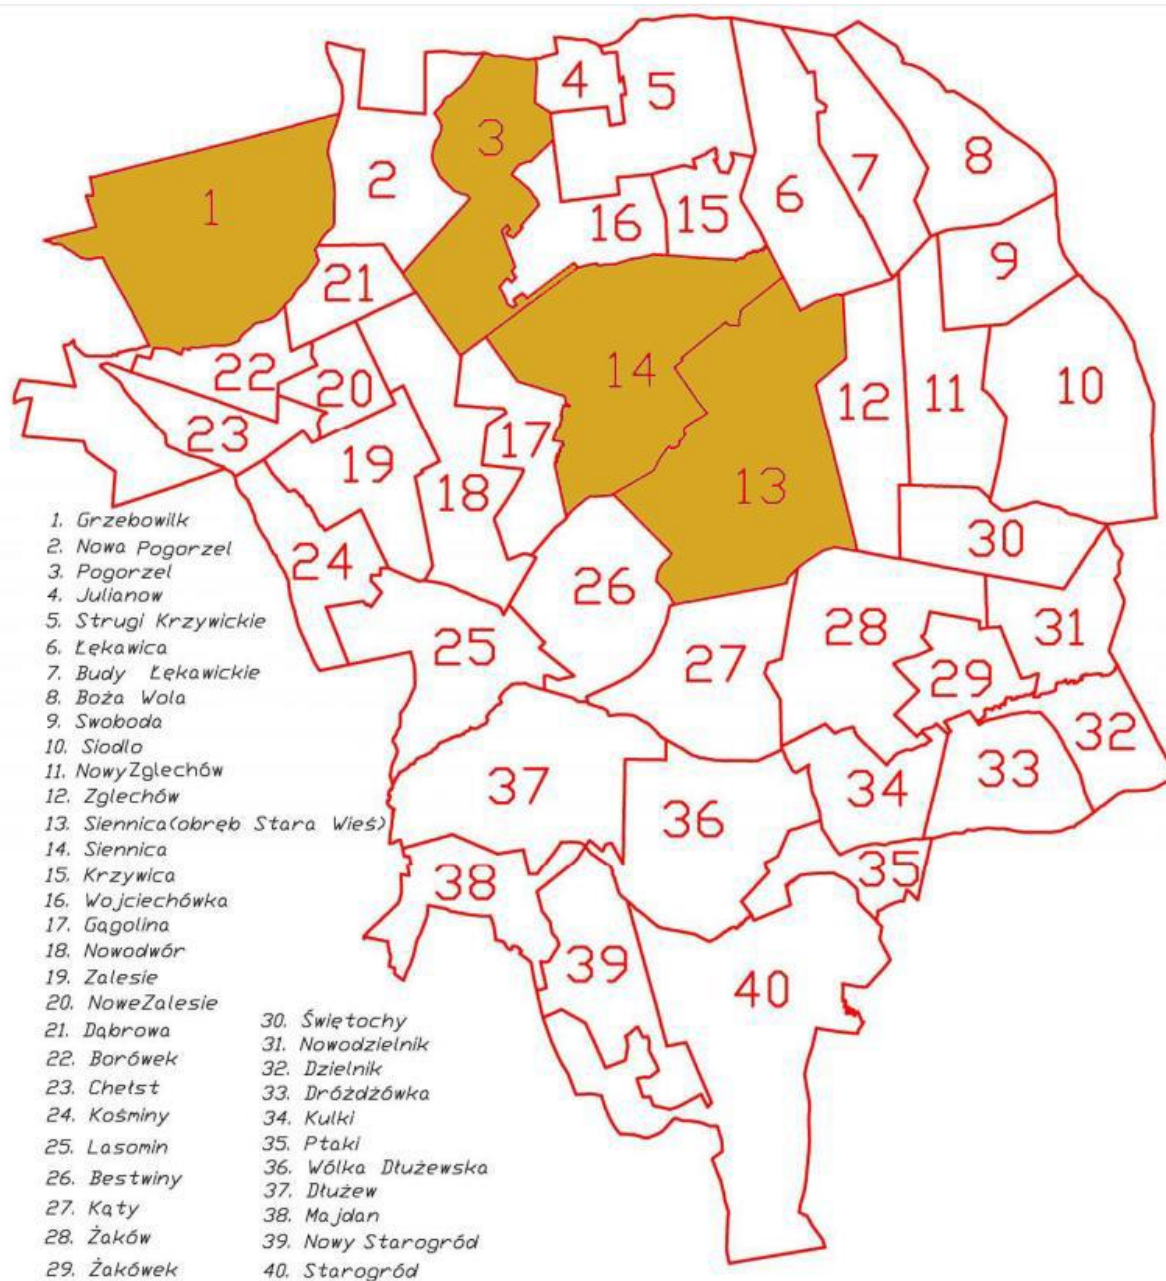 4
5
3
8
2
7
6
1
16
15
9
21
14
10
22
20
12
11
17
23
19
13
18
1. Grzebowilk
2. Nowa Pogorzel
3. Pogorzel
4. Julianow
5. Strugi Krzywickie
6. Łękawica
7. Budy Łękawickie
8. Boża Wola
9. Swoboda
10. Siodlo
11. NowyZglechów
12. Zglechów
13. Siennica(obręb Stara Wieś)
14. Siennica
15. Krzywica
16. Wojciechówka
17. Gągolina
18. Nowodwór
19. Zalesie
20. NoweZalesie
21. Dąbrowa
22. Borówek
23. Chełst
24. Kośminy
25. Lasomin
26. Bestwiny
27. Kąty
28. Żaków
29. Żakówek
30
24
26
28
31
25
27
29
32
37
33
34
36
35
38
39
40
30. Świętochy
31. Nowodzielnik
32. Dzielnik
33. Dróżdżówka
34. Kulki
35. Ptaki
36. Wólka Dłużewska
37. Dłużew
38. Majdan
39. Nowy Starogród
40. Starogród